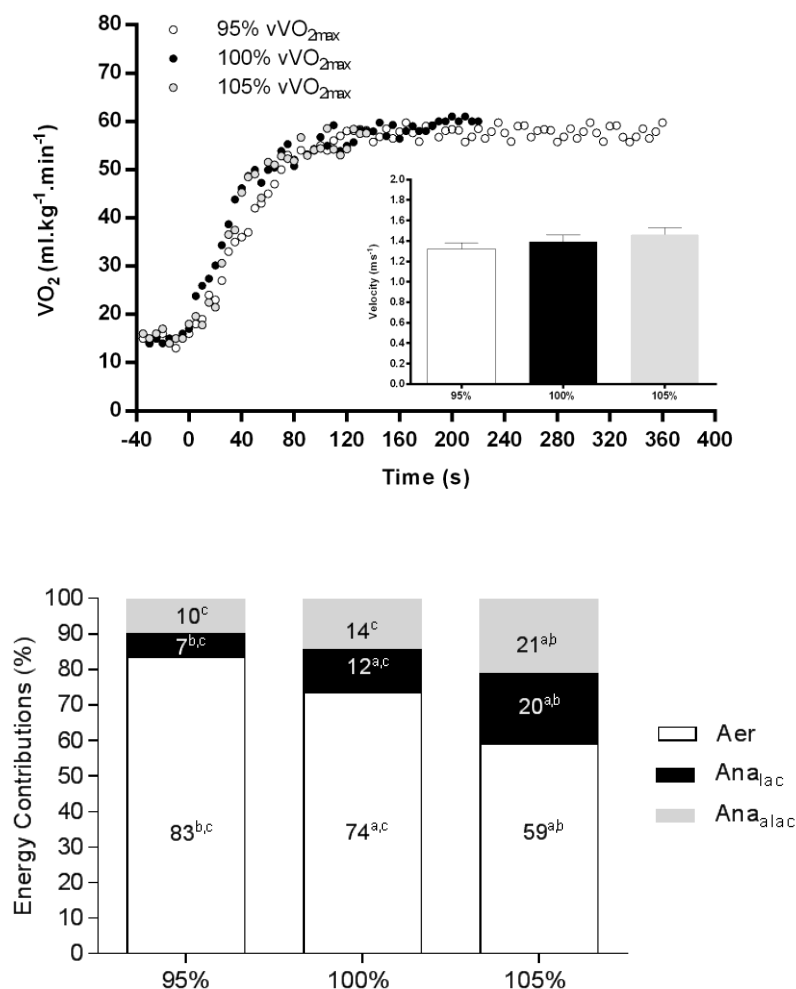 95% vVO2max
100% vVO2max
105% vVO2max
VO2 (ml.kg-1.min-1)
80
70
60
50
40
30
20
10
0
-40 0 40 80 120 160 200 240 280 320 360 400
Time (s)
Velocity (ms-1)
2.0
1.8
1.6
1.4
1.2
1.0
0.8
0.6
0.4
0.2
0.0
95% 100% 105%
Energy Contributions (%)
100
90
80
70
60
50
40
30
20
10
0
10c 14c 21a,b
7b,c 12a,c 20a,b
83b,c 74a,c 59a,b
95% 100% 105%
Aer
Analac
Anaalac